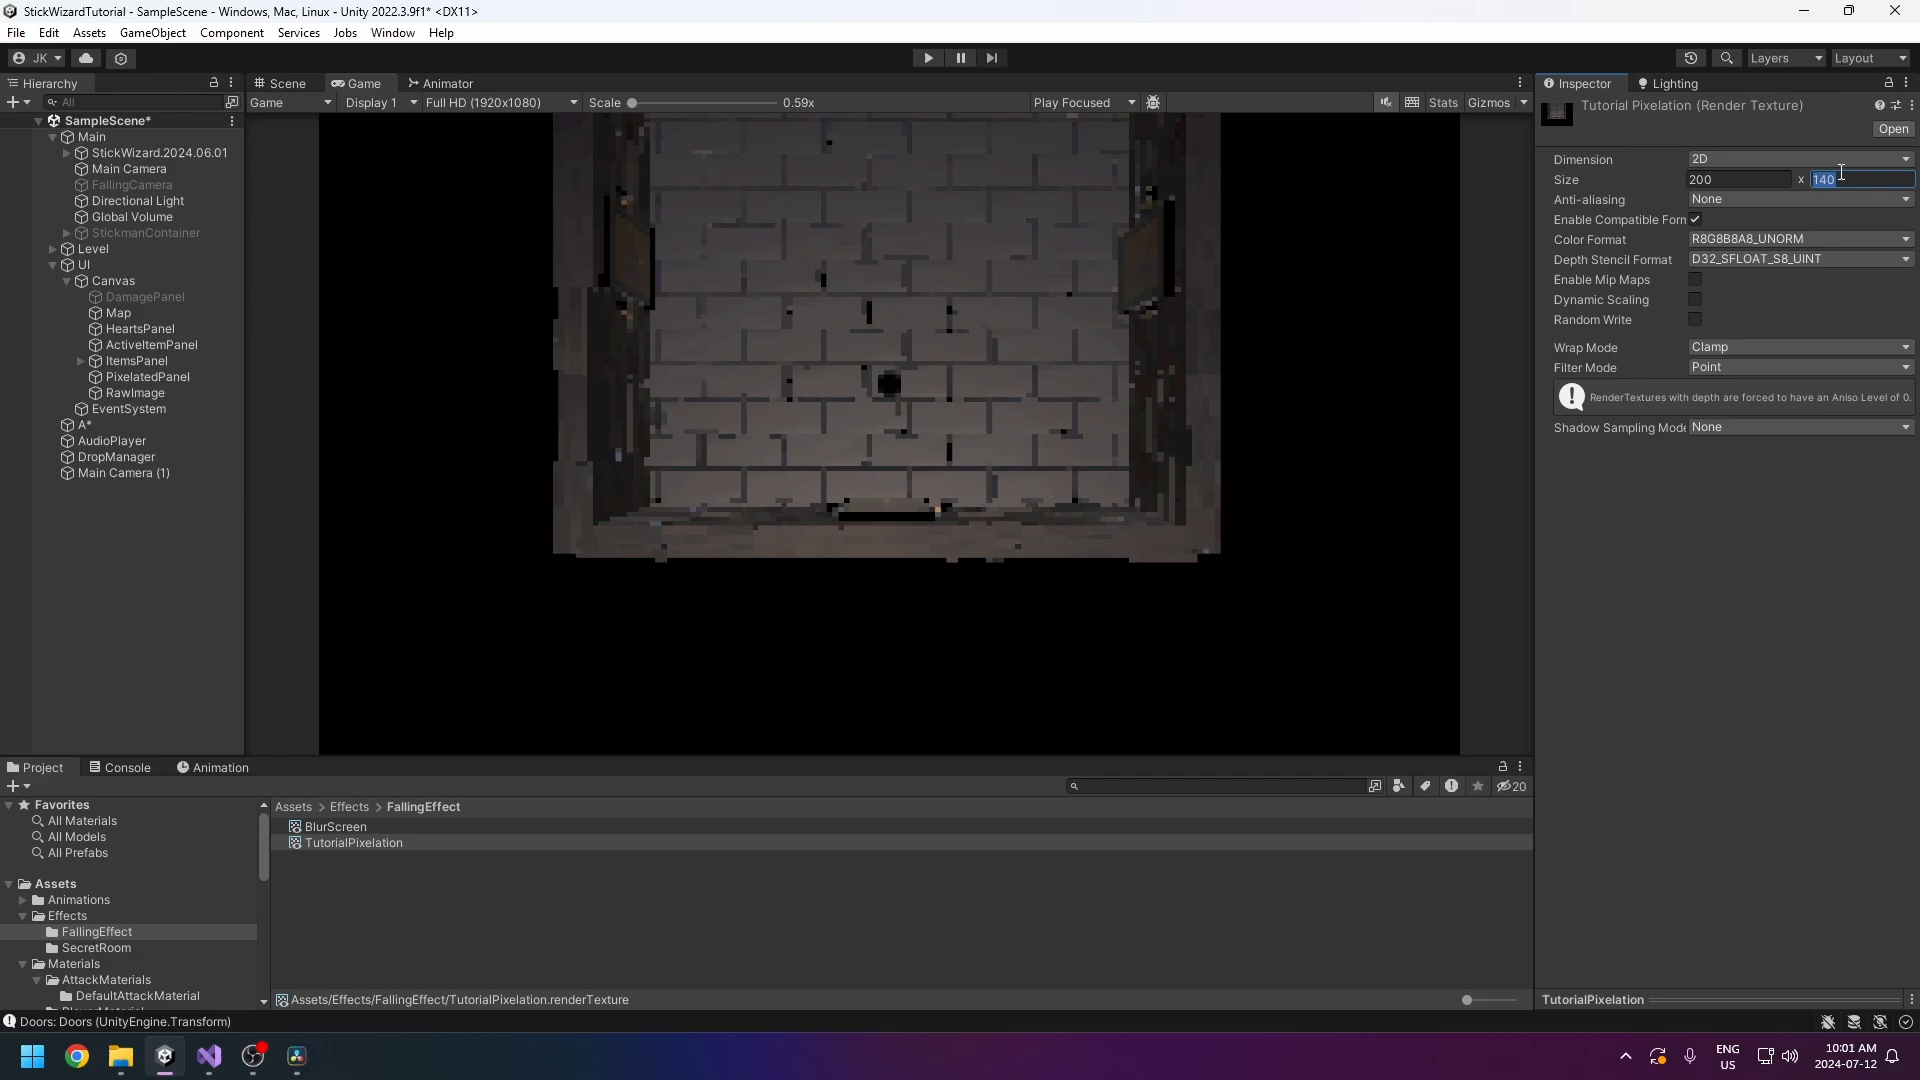 StickWizardTutorial - SampleScene - Windows, Mac, Linux - Unity 2022.3.9f1* <DX11>
File Edit Assets GameObject Component Services Jobs Window Help
JK Layers Layout
Hierarchy
All
SampleScene*
Main
StickWizard.2024.06.01
Main Camera
FallingCamera
Directional Light
Global Volume
StickmanContainer
Level
UI
Canvas
DamagePanel
Map
HeartsPanel
ActiveItemPanel
ItemsPanel
PixelatedPanel
RawImage
EventSystem
A*
AudioPlayer
DropManager
Main Camera (1)
Scene Game Animator
Game Display 1 Full HD (1920x1080) Scale 0.59x Play Focused Stats Gizmos
Inspector Lighting
Tutorial Pixelation (Render Texture)
Open
Dimension 2D
Size 200 x 140
Anti-aliasing None
Enable Compatible Forn
Color Format R8G8B8A8_UNORM
Depth Stencil Format D32_SFLOAT_S8_UINT
Enable Mip Maps
Dynamic Scaling
Random Write
Wrap Mode Clamp
Filter Mode Point
RenderTextures with depth are forced to have an Aniso Level of 0.
Shadow Sampling Mode None
TutorialPixelation
Project Console Animation
20
Favorites
All Materials
All Models
All Prefabs
Assets
Animations
Effects
FallingEffect
SecretRoom
Materials
AttackMaterials
DefaultAttackMaterial
Assets > Effects > FallingEffect
BlurScreen
TutorialPixelation
Assets/Effects/FallingEffect/TutorialPixelation.renderTexture
Doors: Doors (UnityEngine.Transform)
ENG
US
10:01 AM
2024-07-12